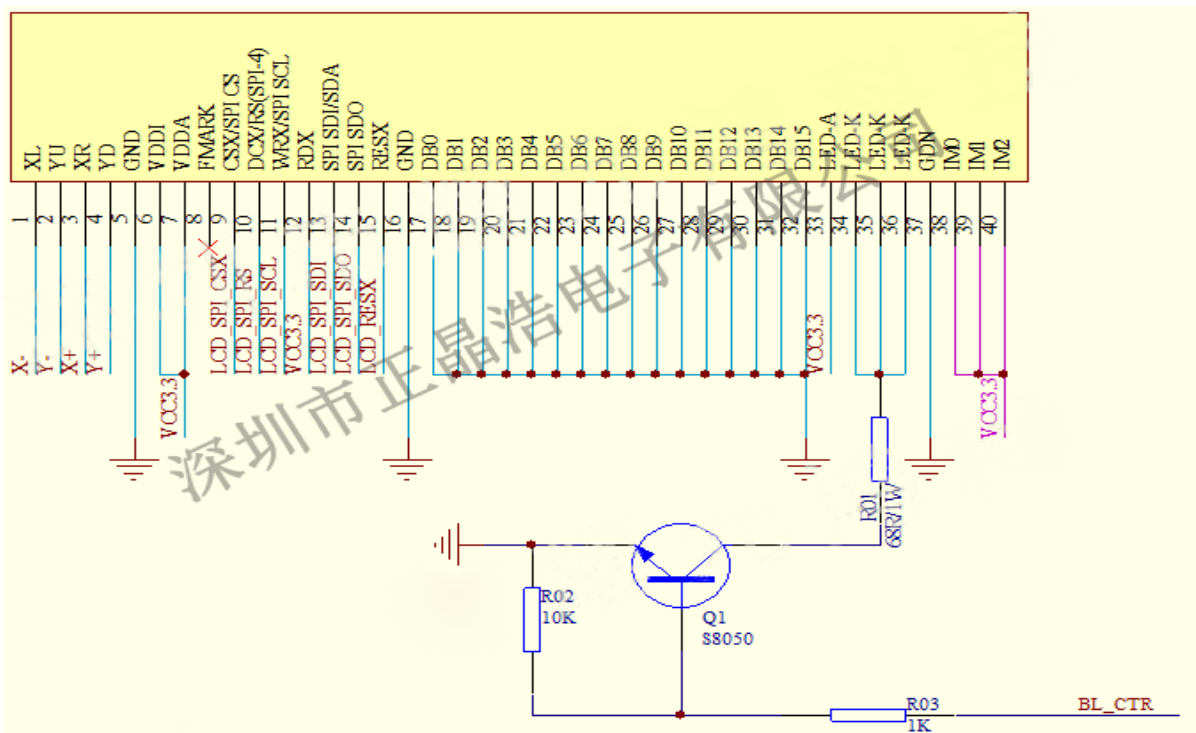 XL
YU
XR
YD
GND
VDDI
VDDA
FMARK
CSX/SPI CS
DCX/RS(SPI-4)
WRX/SPI SCL
RDX
SPI SDI/SDA
SPI SDO
RESX
GND
DB0
DB1
DB2
DB3
DB4
DB5
DB6
DB7
DB8
DB9
DB10
DB11
DB12
DB13
DB14
DB15
LED-A
LED-K
LED-K
LED-K
GDN
IM0
IM1
IM2
1
2
3
4
5
6
7
8
9
10
11
12
13
14
15
16
17
18
19
20
21
22
23
24
25
26
27
28
29
30
31
32
33
34
35
36
37
38
39
40
X-
Y-
X+
Y+
VCC3.3
LCD_SPI_CSX
LCD_SPI_RS
LCD_SPI_SCL
VCC3.3
LCD_SPI_SDI
LCD_SPI_SDO
LCD_RESX
VCC3.3
VCC3.3
深圳市正晶浩电子有限公司
R01
68R/1W
R02
10K
Q1
S8050
R03
1K
BL_CTR